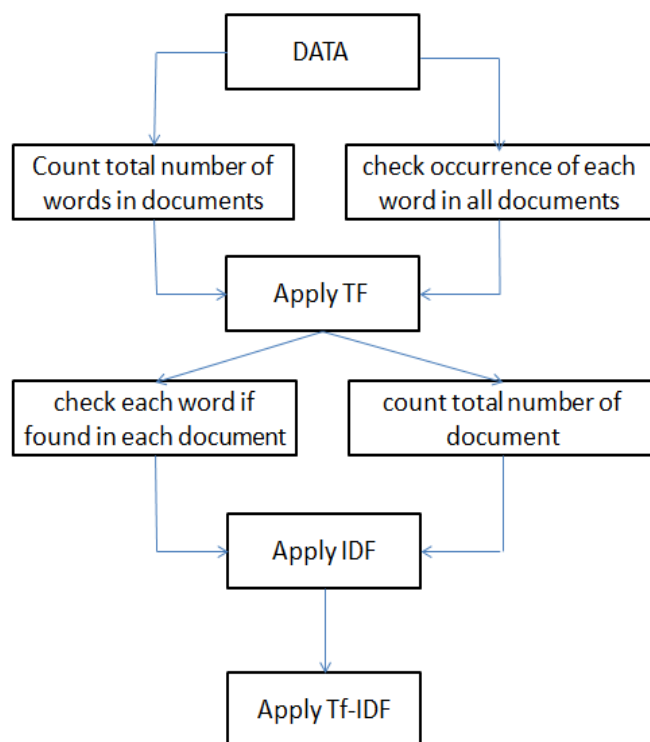 DATA
Count total number of
words in documents
check occurrence of each
word in all documents
Apply TF
check each word if
found in each document
count total number of
document
Apply IDF
Apply Tf-IDF